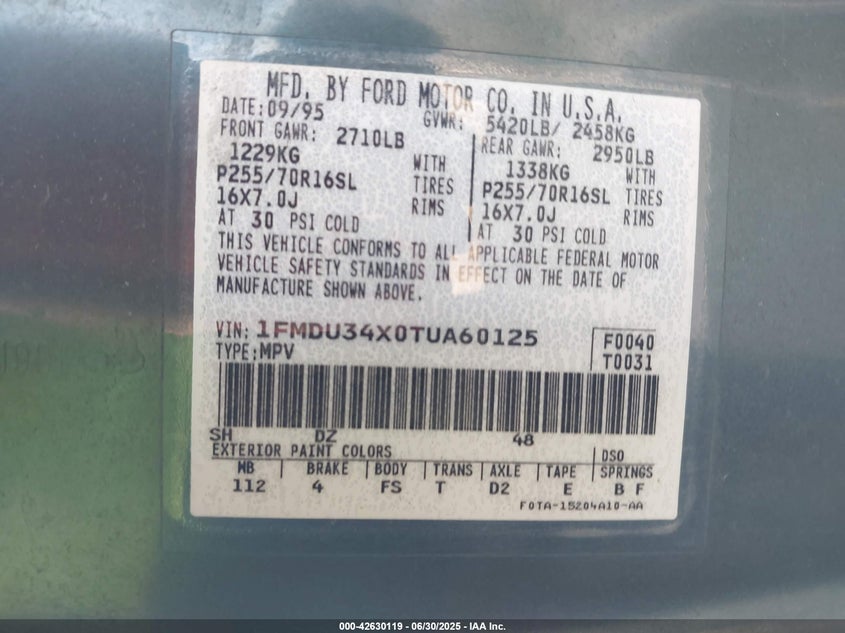 MFD. BY FORD MOTOR CO. IN U.S.A.
DATE: 09/95 GVWR: 5420LB/ 2458KG
FRONT GAWR: 2710LB REAR GAWR: 2950LB
1229KG WITH 1338KG WITH
P255/70R16SL TIRES P255/70R16SL TIRES
16X7.0J RIMS 16X7.0J RIMS
AT 30 PSI COLD AT 30 PSI COLD
THIS VEHICLE CONFORMS TO ALL APPLICABLE FEDERAL MOTOR
VEHICLE SAFETY STANDARDS IN EFFECT ON THE DATE OF
MANUFACTURE SHOWN ABOVE.
VIN: 1FMDU34X0TUA60125 F0040
TYPE: MPV T0031
SH DZ 48
EXTERIOR PAINT COLORS DSO
WB BRAKE BODY TRANS AXLE TAPE SPRINGS
112 4 FS T D2 E B F
F0TA-15204A10-AA
000-42630119 - 06/30/2025 - IAA Inc.